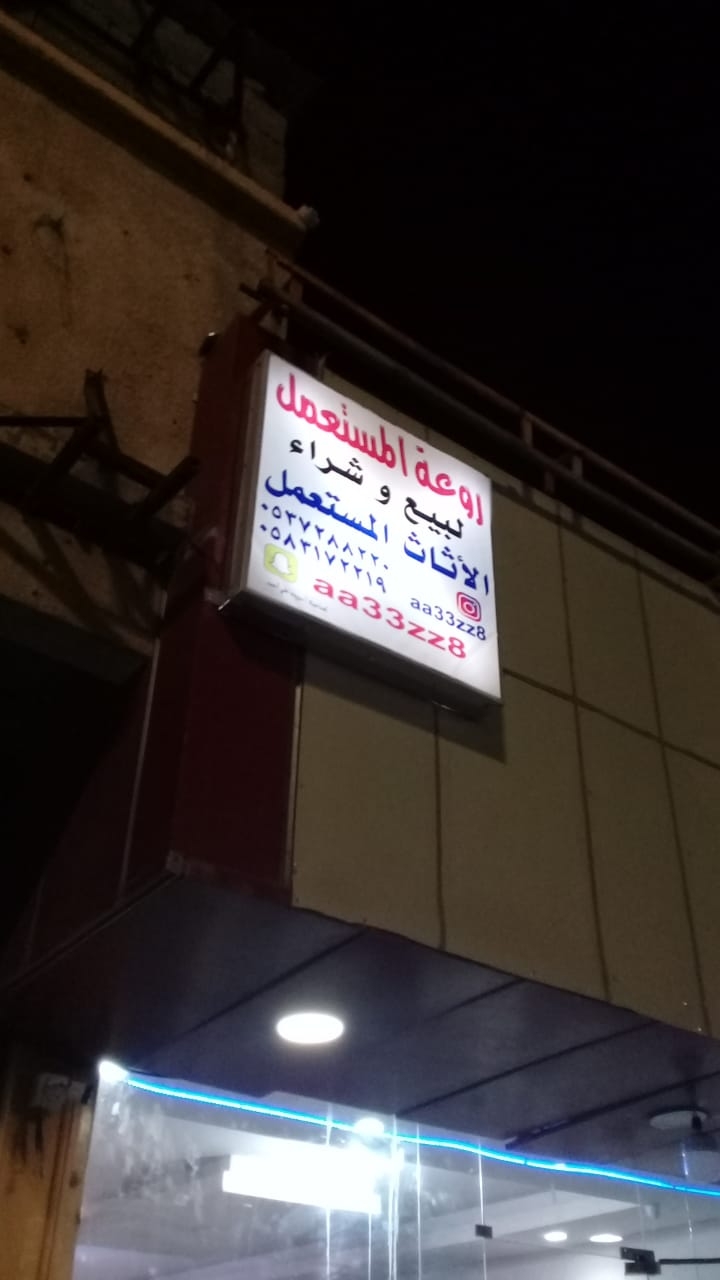 روعة المستعمل
لبيع و شراء
الأثاث المستعمل
٠٥٣٧٢٨٨٢٢٠
٠٥٨٣١٧٢٢١٩
aa33zz8
aa33zz8